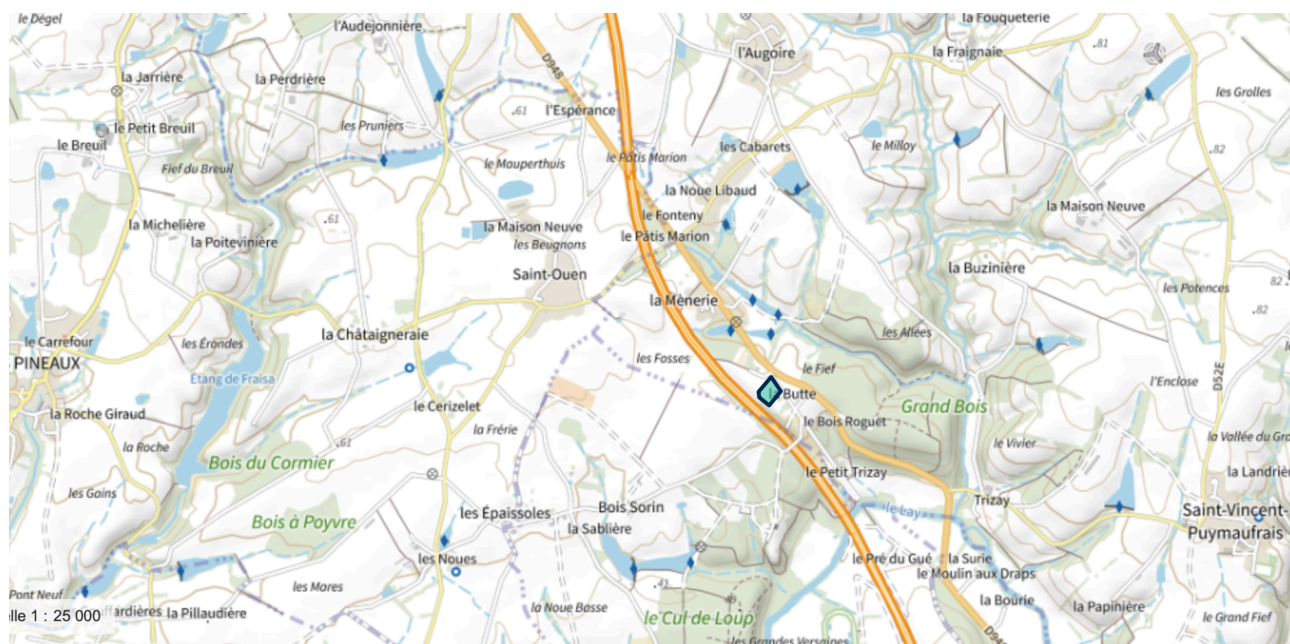 le Dégel
l'Audejonnière
la Fouqueterie
l'Augoire
la Fraignaie
.81
D948
la Jarrière
la Perdrière
les Grolles
l'Espérance
.61
les Pruniers
le Petit Breuil
le Breuil
les Cabarets
le Milloy
.82
Fief du Breuil
le Mauperthuis
le Pâtis Marion
la Noue Libaud
la Maison Neuve
.61
la Michelière
la Poitevinière
la Maison Neuve
les Beugnons
le Fonteny
le Pâtis Marion
la Buzinière
82
Saint-Ouen
les Potences
la Mènerie
.82
le Carrefour
les Érondes
la Châtaigneraie
les Allées
PINEAUX
les Fosses
le Fief
D52E
Étang de Fraisa
l'Enclose
Butte
la Roche Giraud
le Cerizelet
le Bois Roguet
Grand Bois
la Roche
.61
la Frérie
le Vivier
la Vallée du Gro
Bois du Cormier
le Petit Trizay
la Landriè
les Gains
Trizay
Bois à Poyvre
les Épaissoles
Bois Sorin
le Lay
Saint-Vincent-
Puymaufrais
la Sablière
les Noues
le Pré du Gué
la Surie
le Moulin aux Draps
Pont Neuf
les Mares
.41
la Bourie
ffardières
la Pillaudière
la Noue Basse
le Cul de Loup
la Papinière
le Grand Fief
lle 1 : 25 000
les Grandes Versaines